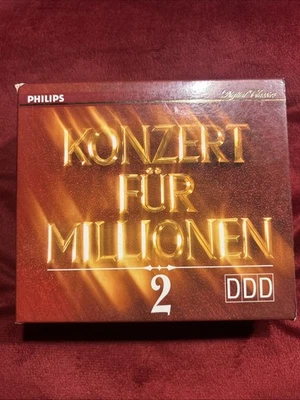 PHILIPS
Digital Classics
KONZERT
FÜR
MILLIONEN
2
DDD